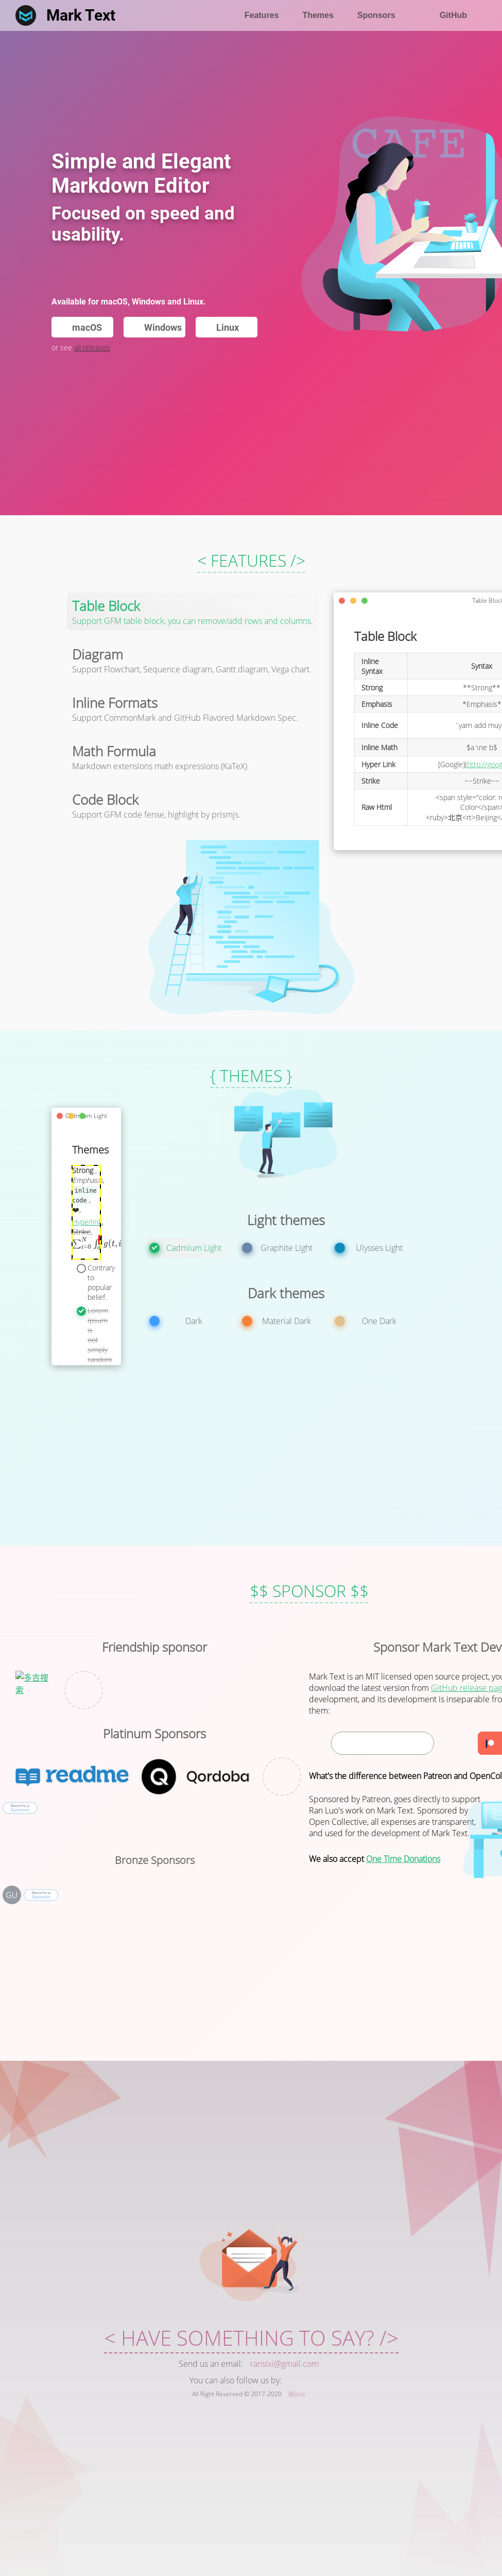 Mark Text
Features Themes Sponsors GitHub
CAFE
Simple and Elegant
Markdown Editor
Focused on speed and
usability.
Available for macOS, Windows and Linux.
macOS Windows Linux
or see all releases
< FEATURES />
Table Block
Support GFM table block, you can remove/add rows and columns.
Diagram
Support Flowchart, Sequence diagram, Gantt diagram, Vega chart.
Inline Formats
Support CommonMark and GitHub Flavored Markdown Spec.
Math Formula
Markdown extensions math expressions (KaTeX)
Code Block
Support GFM code fense, highlight by prismjs.
Table Block
Table Block
Inline Syntax Syntax
Strong **Strong**
Emphasis *Emphasis*
Inline Code `yarn add muy
Inline Math $a \ne b$
Hyper Link [Google](http://goog
Strike ~~Strike~~
Raw Html <span style="color: r
Color</span>
<ruby>北京<rt>Beijing</
{ THEMES }
Cadmium Light
Themes
Strong ,
Emphasis,
inline
code ,
❤️,
Hyperlin
Strike,
Contrary
to
popular
belief.
Lorem
Ipsum
is
not
simply
random
Light themes
Cadmium Light Graphite Light Ulysses Light
Dark themes
Dark Material Dark One Dark
$$ SPONSOR $$
Friendship sponsor
多吉搜
索
Platinum Sponsors
readme Qordoba
Become a
Sponsor
Bronze Sponsors
GU
Become a
Sponsor
Sponsor Mark Text Dev
Mark Text is an MIT licensed open source project, you
download the latest version from GitHub release pag
development, and its development is inseparable fro
them:
What's the difference between Patreon and OpenCol
Sponsored by Patreon, goes directly to support
Ran Luo's work on Mark Text. Sponsored by
Open Collective, all expenses are transparent,
and used for the development of Mark Text.
We also accept One Time Donations
< HAVE SOMETHING TO SAY? />
Send us an email: ransixi@gmail.com
You can also follow us by:
All Right Reserved © 2017-2020 @jocs